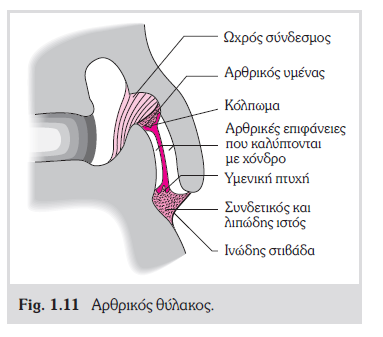 Ωχρός σύνδεσμος
Αρθρικός υμένας
Κόλπωμα
Αρθρικές επιφάνειες
που καλύπτονται
με χόνδρο
Υμενική πτυχή
Συνδετικός και
λιπώδης ιστός
Ινώδης στιβάδα
Fig. 1.11 Αρθρικός θύλακος.